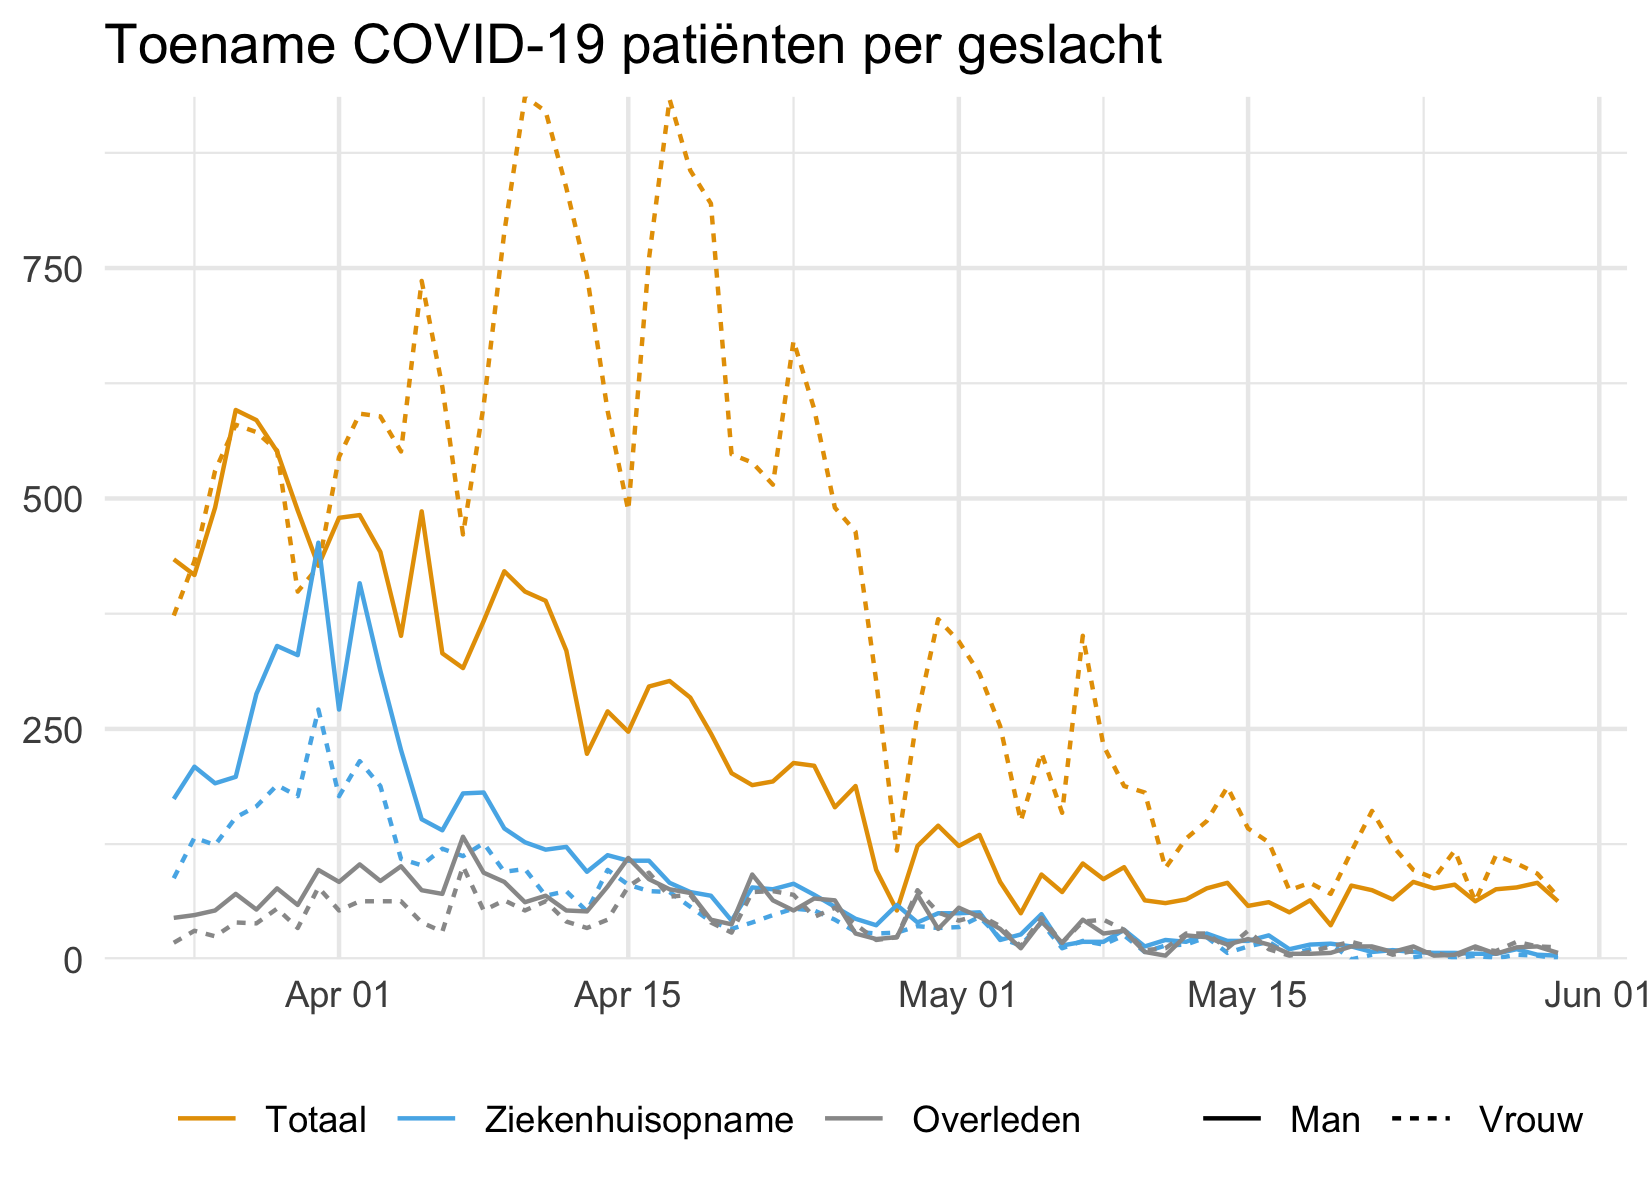 Toename COVID-19 patiënten per geslacht
750
500
250
0
Apr 01 Apr 15 May 01 May 15 Jun 01
Totaal Ziekenhuisopname Overleden Man Vrouw